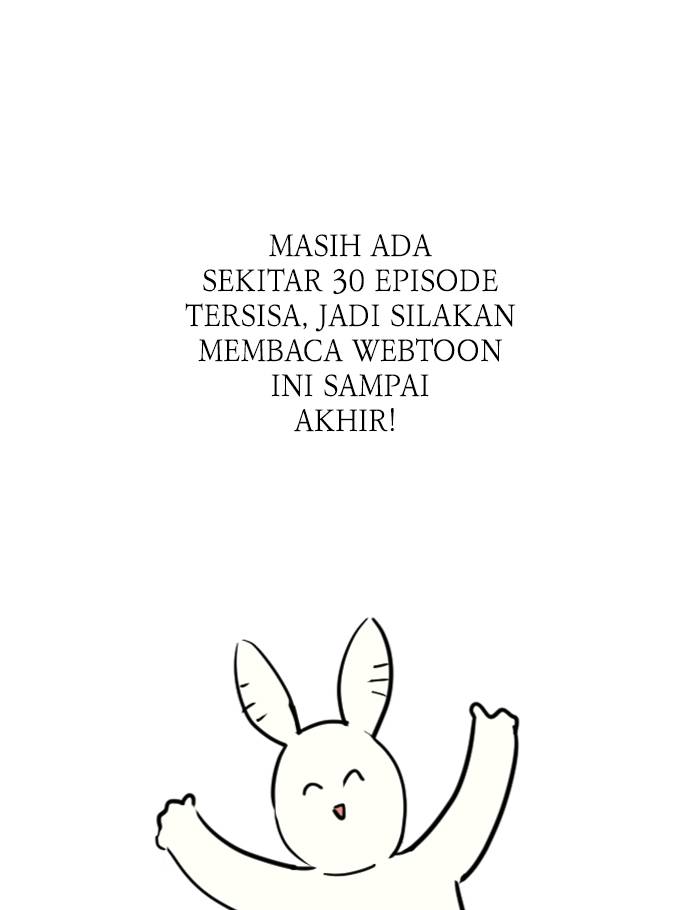 MASIH ADA
SEKITAR 30 EPISODE
TERSISA, JADI SILAKAN
MEMBACA WEBTOON
INI SAMPAI
AKHIR!